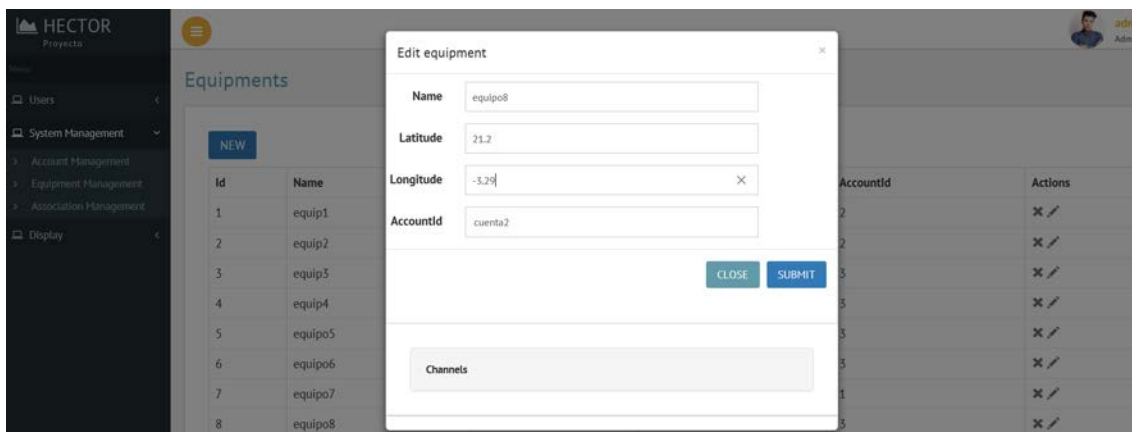 HECTOR
Proyecto
Users
System Management
Account Management
Equipment Management
Association Management
Display
Equipments
NEW
Id Name AccountId Actions
1 equip1 2
2 equip2 2
3 equip3 3
4 equip4 3
5 equipo5 3
6 equipo6 3
7 equipo7 1
8 equipo8 3
Edit equipment ×
Name equipo8
Latitude 21.2
Longitude -3.29
AccountId cuenta2
CLOSE SUBMIT
Channels